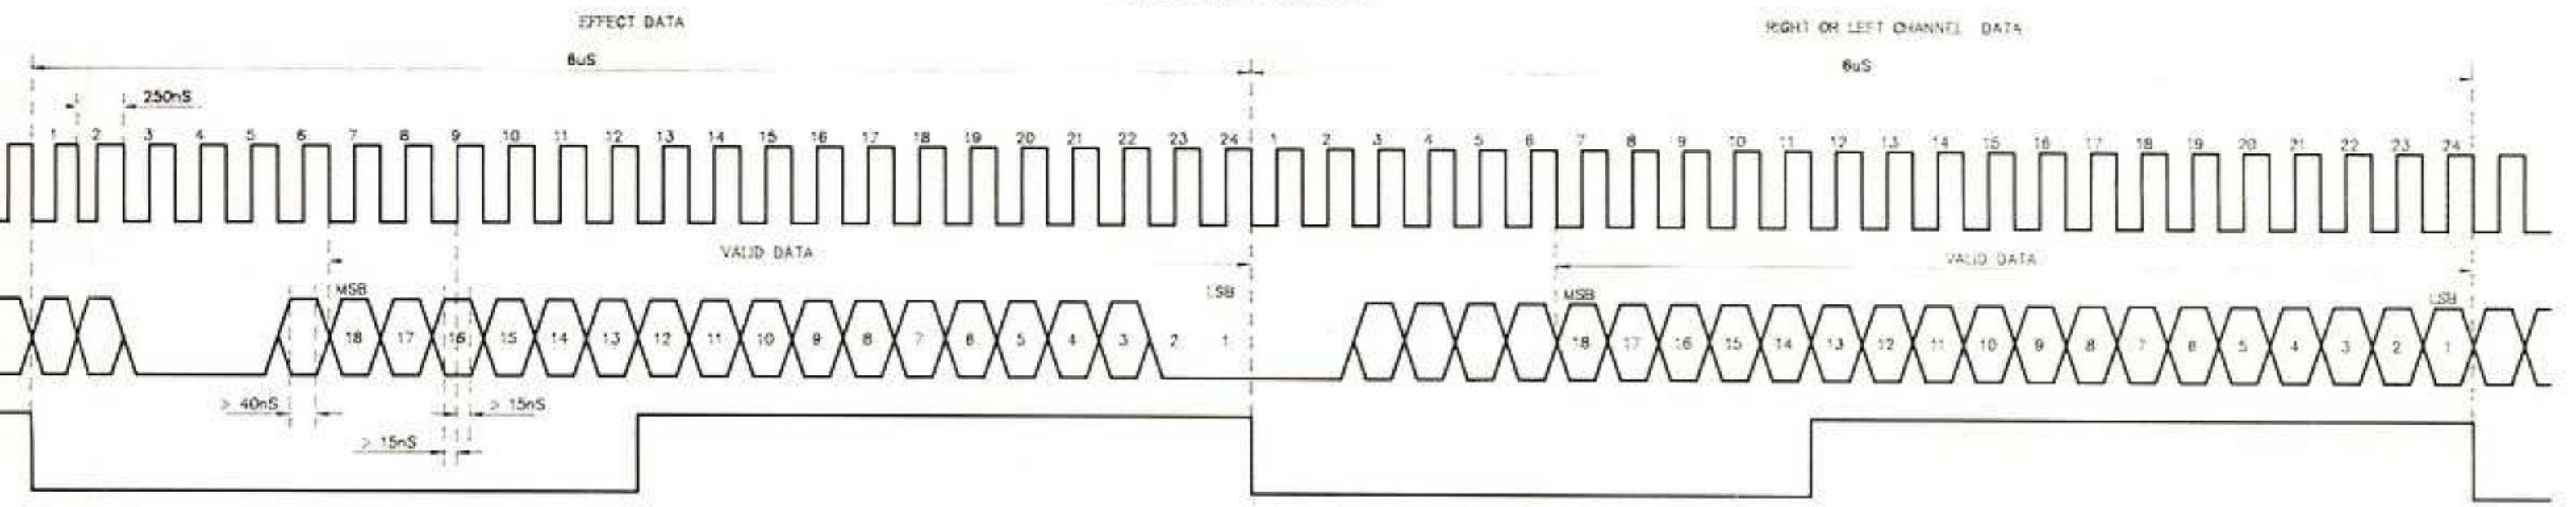 EFFECT DATA
RIGHT OR LEFT CHANNEL DATA
6uS
6uS
250nS
1 2 3 4 5 6 7 8 9 10 11 12 13 14 15 16 17 18 19 20 21 22 23 24 1 2 3 4 5 6 7 8 9 10 11 12 13 14 15 16 17 18 19 20 21 22 23 24
VALID DATA
VALID DATA
MSB
LSB
MSB
LSB
18 17 16 15 14 13 12 11 10 9 8 7 6 5 4 3 2 1
18 17 16 15 14 13 12 11 10 9 8 7 6 5 4 3 2 1
> 40nS
> 15nS
> 15nS